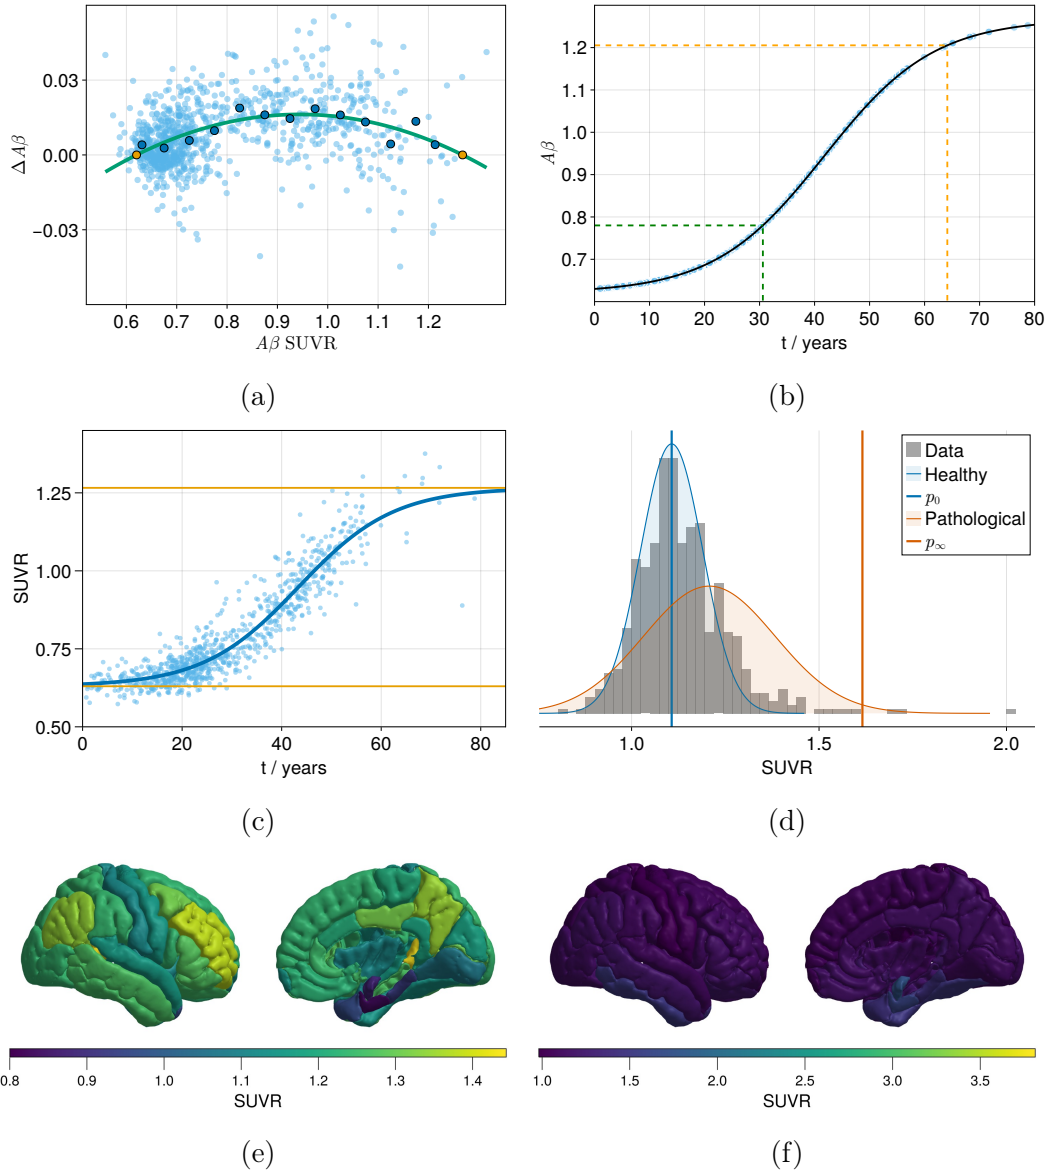 0.03
0.00
−0.03
Δ Aβ
0.6 0.7 0.8 0.9 1.0 1.1 1.2
Aβ SUVR
(a)
1.2
1.1
1.0
0.9
0.8
0.7
Aβ
0 10 20 30 40 50 60 70 80
t / years
(b)
1.25
1.00
0.75
0.50
SUVR
0 20 40 60 80
t / years
(c)
Data
Healthy
p₀
Pathological
p∞
1.0 1.5 2.0
SUVR
(d)
0.8 0.9 1.0 1.1 1.2 1.3 1.4
SUVR
(e)
1.0 1.5 2.0 2.5 3.0 3.5
SUVR
(f)